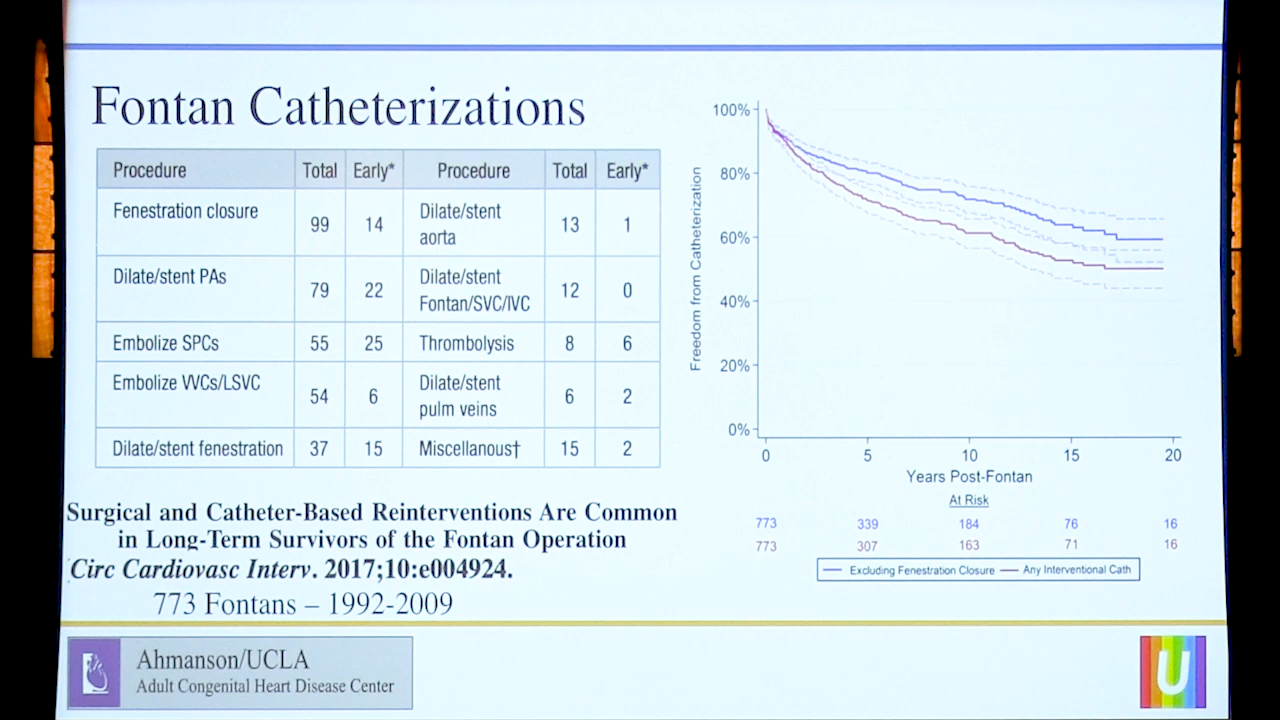 Fontan Catheterizations
Procedure Total Early* Procedure Total Early*
Fenestration closure 99 14 Dilate/stent aorta 13 1
Dilate/stent PAs 79 22 Dilate/stent Fontan/SVC/IVC 12 0
Embolize SPCs 55 25 Thrombolysis 8 6
Embolize VVCs/LSVC 54 6 Dilate/stent pulm veins 6 2
Dilate/stent fenestration 37 15 Miscellanous† 15 2
Surgical and Catheter-Based Reinterventions Are Common
in Long-Term Survivors of the Fontan Operation
Circ Cardiovasc Interv. 2017;10:e004924.
773 Fontans – 1992-2009
Freedom from Catheterization
100%
80%
60%
40%
20%
0%
0 5 10 15 20
Years Post-Fontan
At Risk
773 339 184 76 16
773 307 163 71 16
Excluding Fenestration Closure Any Interventional Cath
Ahmanson/UCLA
Adult Congenital Heart Disease Center
U